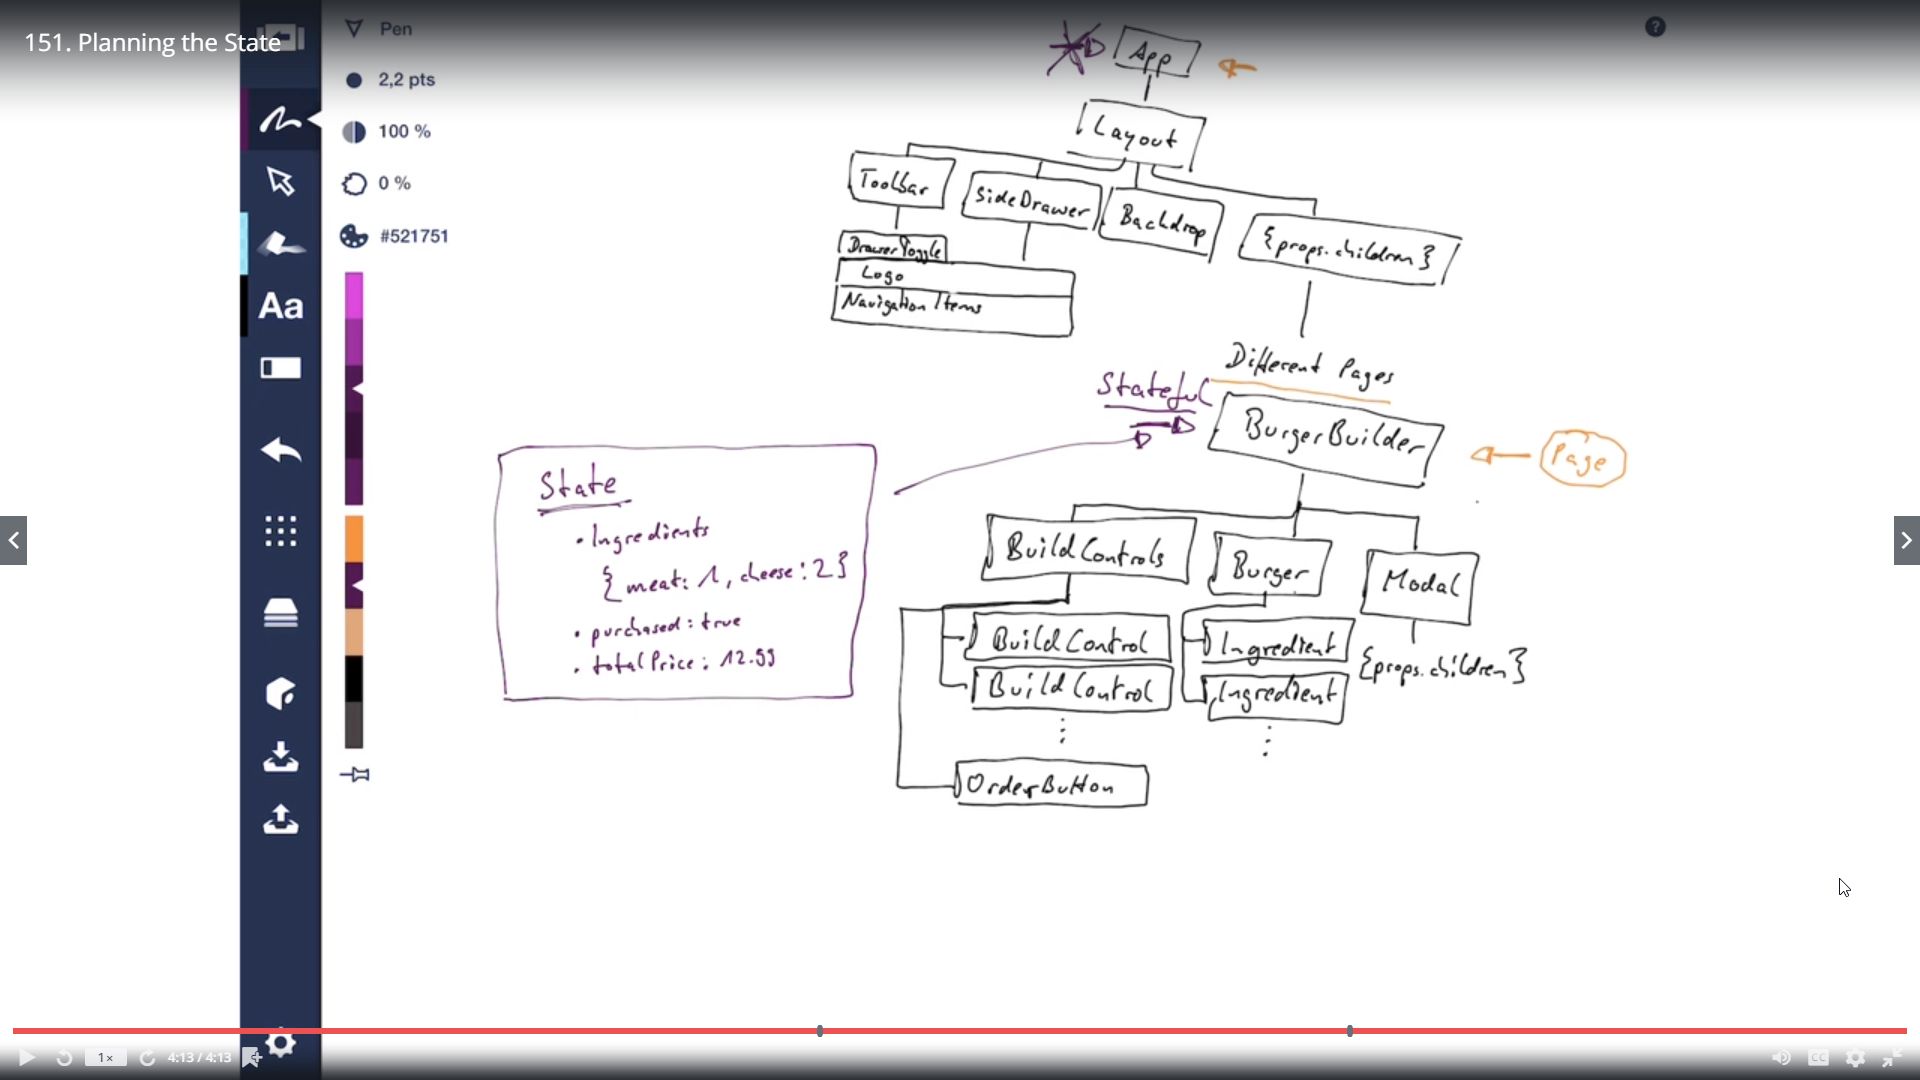 151. Planning the State
Pen
2,2 pts
100 %
0 %
#521751
Aa
?
App
Layout
Toolbar
SideDrawer
Backdrop
{props.children}
DrawerToggle
Logo
Navigation Items
Different Pages
Stateful
BurgerBuilder
Page
State
• Ingredients
{ meat: 1, cheese: 2 }
• purchased: true
• totalPrice: 12.99
BuildControls
Burger
Modal
BuildControl
Ingredient
{props.children}
BuildControl
Ingredient
OrderButton
1×
4:13 / 4:13
CC